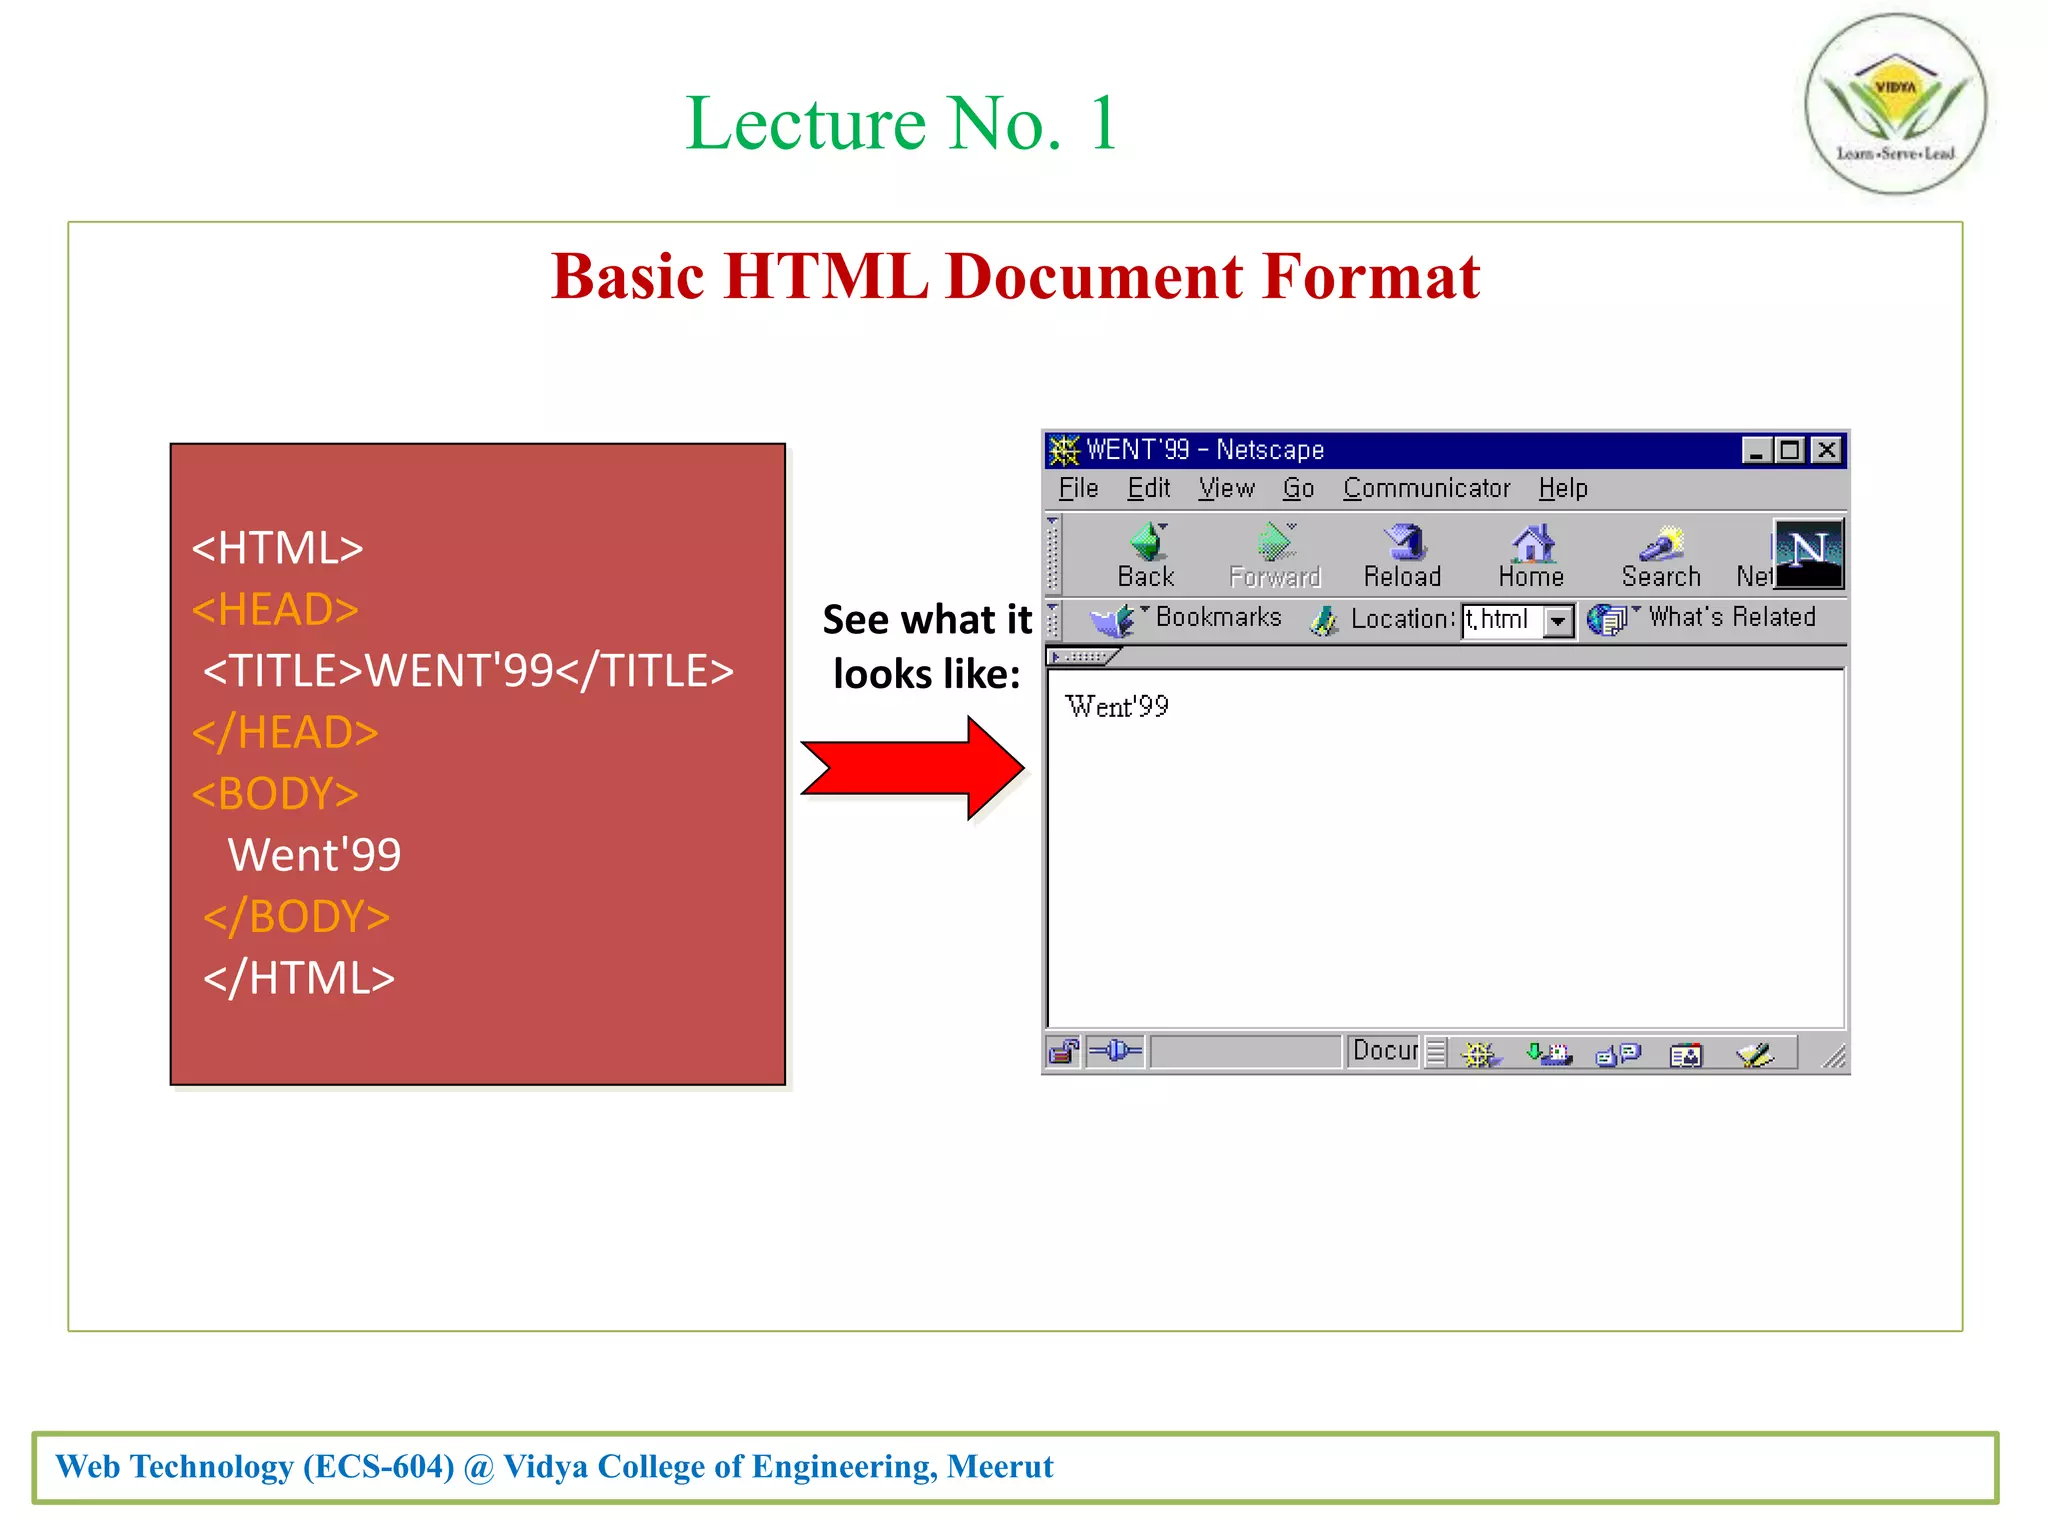 Lecture No. 1
VIDYA
Learn•Serve•Lead
Basic HTML Document Format
<HTML>
<HEAD>
<TITLE>WENT'99</TITLE>
</HEAD>
<BODY>
Went'99
</BODY>
</HTML>
See what it
looks like:
WENT'99 - Netscape
File Edit View Go Communicator Help
Back Forward Reload Home Search Net N
Bookmarks Location: t.html What's Related
Went'99
Docur
Web Technology (ECS-604) @ Vidya College of Engineering, Meerut